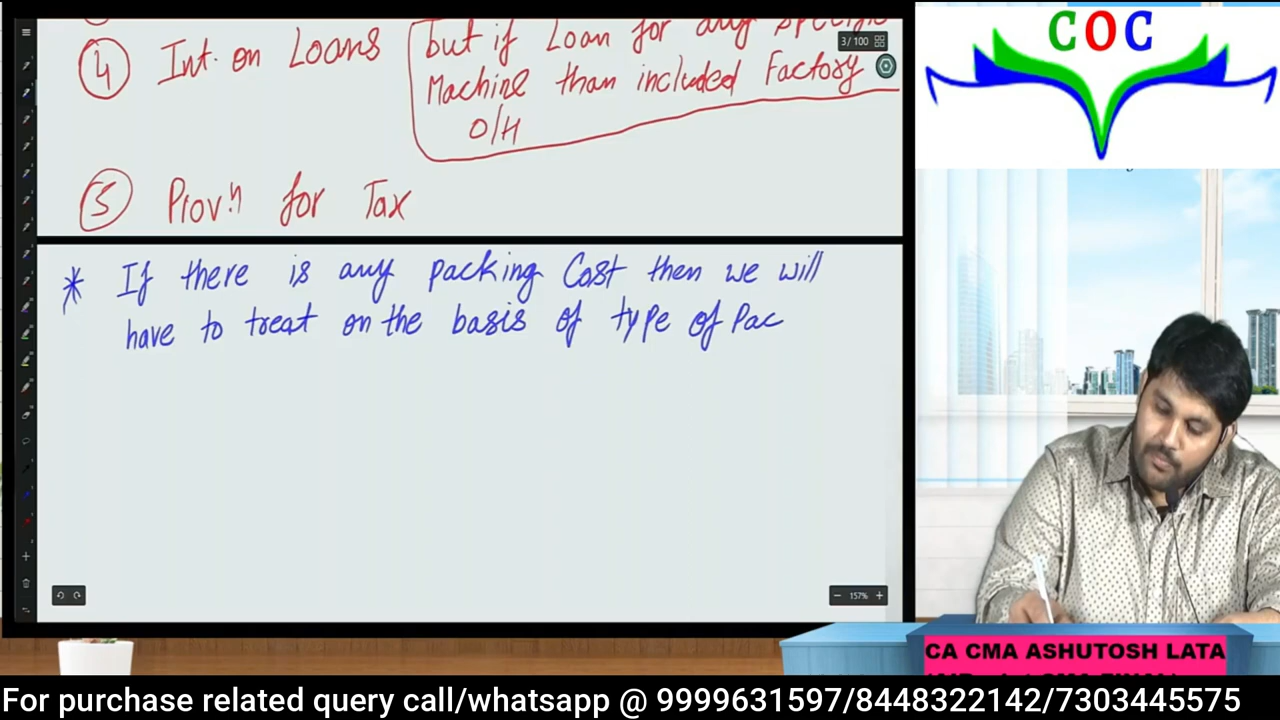 ④ Int. on Loans
but if Loan for any specific
Machine than included Factory
O/H
⑤ Prov:n for Tax
* If there is any Packing Cost then we will
have to treat on the basis of type of Pac
3 / 100
157%
COC
CA CMA ASHUTOSH LATA
For purchase related query call/whatsapp @ 9999631597/8448322142/7303445575